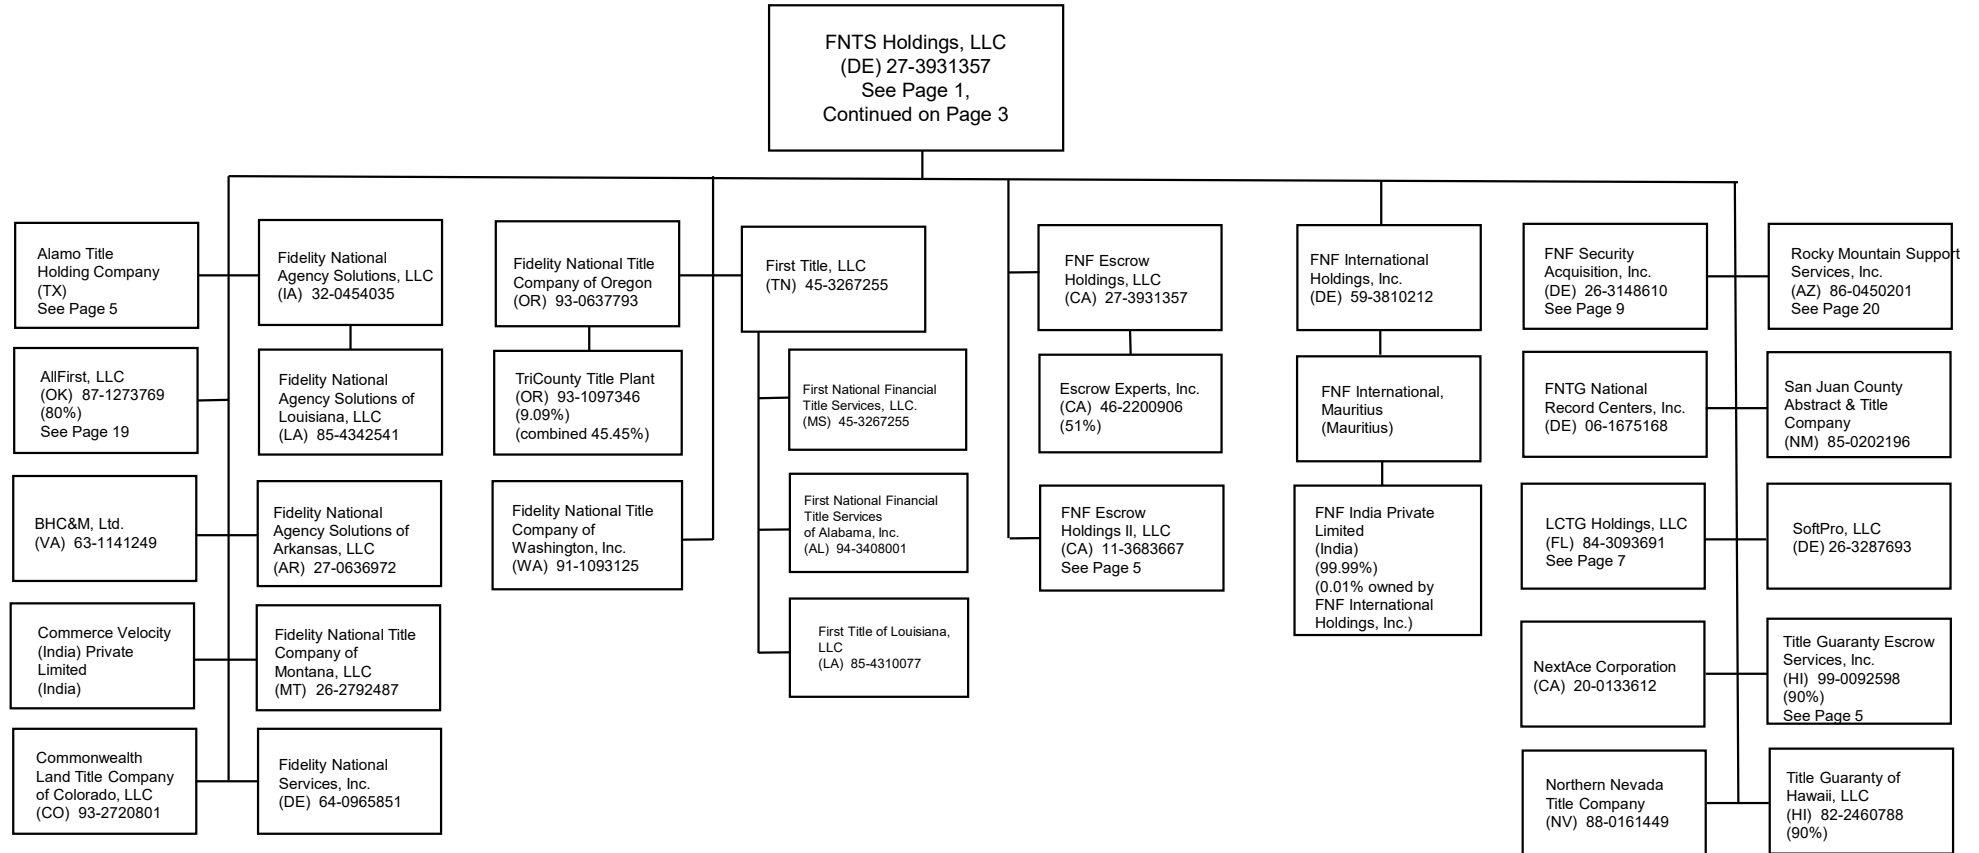 FNTS Holdings, LLC
(DE) 27-3931357
See Page 1,
Continued on Page 3
Alamo Title
Holding Company
(TX)
See Page 5
Fidelity National
Agency Solutions, LLC
(IA) 32-0454035
AllFirst, LLC
(OK) 87-1273769
(80%)
See Page 19
Fidelity National
Agency Solutions of
Louisiana, LLC
(LA) 85-4342541
BHC&M, Ltd.
(VA) 63-1141249
Fidelity National
Agency Solutions of
Arkansas, LLC
(AR) 27-0636972
Commerce Velocity
(India) Private
Limited
(India)
Fidelity National Title
Company of
Montana, LLC
(MT) 26-2792487
Commonwealth
Land Title Company
of Colorado, LLC
(CO) 93-2720801
Fidelity National
Services, Inc.
(DE) 64-0965851
Fidelity National Title
Company of Oregon
(OR) 93-0637793
TriCounty Title Plant
(OR) 93-1097346
(9.09%)
(combined 45.45%)
Fidelity National Title
Company of
Washington, Inc.
(WA) 91-1093125
First Title, LLC
(TN) 45-3267255
First National Financial
Title Services, LLC.
(MS) 45-3267255
First National Financial
Title Services
of Alabama, Inc.
(AL) 94-3408001
First Title of Louisiana,
LLC
(LA) 85-4310077
FNF Escrow
Holdings, LLC
(CA) 27-3931357
Escrow Experts, Inc.
(CA) 46-2200906
(51%)
FNF Escrow
Holdings II, LLC
(CA) 11-3683667
See Page 5
FNF International
Holdings, Inc.
(DE) 59-3810212
FNF International,
Mauritius
(Mauritius)
FNF India Private
Limited
(India)
(99.99%)
(0.01% owned by
FNF International
Holdings, Inc.)
FNF Security
Acquisition, Inc.
(DE) 26-3148610
See Page 9
Rocky Mountain Support
Services, Inc.
(AZ) 86-0450201
See Page 20
FNTG National
Record Centers, Inc.
(DE) 06-1675168
San Juan County
Abstract & Title
Company
(NM) 85-0202196
LCTG Holdings, LLC
(FL) 84-3093691
See Page 7
SoftPro, LLC
(DE) 26-3287693
NextAce Corporation
(CA) 20-0133612
Title Guaranty Escrow
Services, Inc.
(HI) 99-0092598
(90%)
See Page 5
Northern Nevada
Title Company
(NV) 88-0161449
Title Guaranty of
Hawaii, LLC
(HI) 82-2460788
(90%)